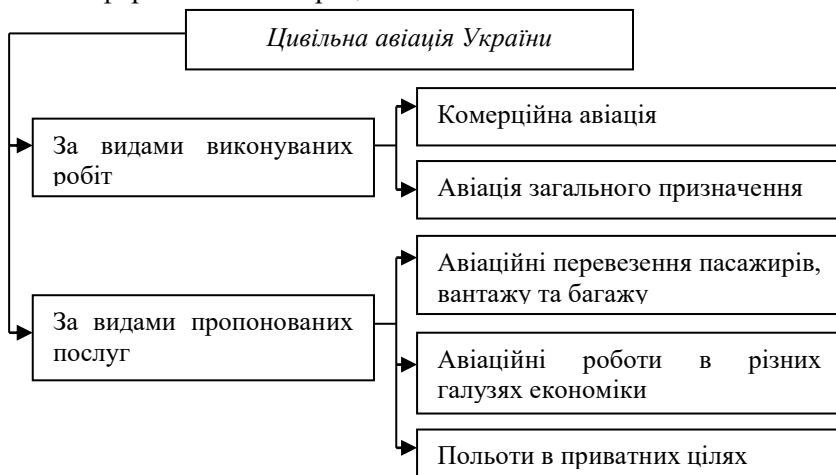 Цивільна авіація України
За видами виконуваних
робіт
Комерційна авіація
Авіація загального призначення
За видами пропонованих
послуг
Авіаційні перевезення пасажирів,
вантажу та багажу
Авіаційні роботи в різних
галузях економіки
Польоти в приватних цілях